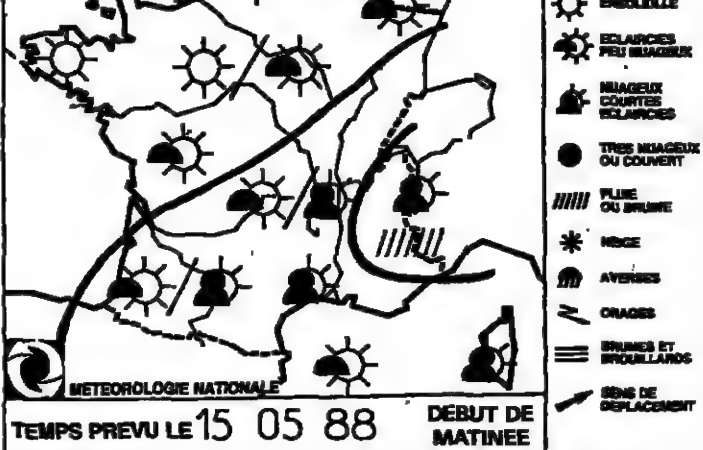 ENSOLEILLE
ECLAIRCIES
PEU NUAGEUX
NUAGEUX
COURTES
ECLAIRCIES
TRES NUAGEUX
OU COUVERT
PLUIE
OU BRUINE
NEIGE
AVERSES
ORAGES
BRUMES ET
BROUILLARDS
SENS DE
DEPLACEMENT
METEOROLOGIE NATIONALE
TEMPS PREVU LE 15 05 88
DEBUT DE
MATINEE